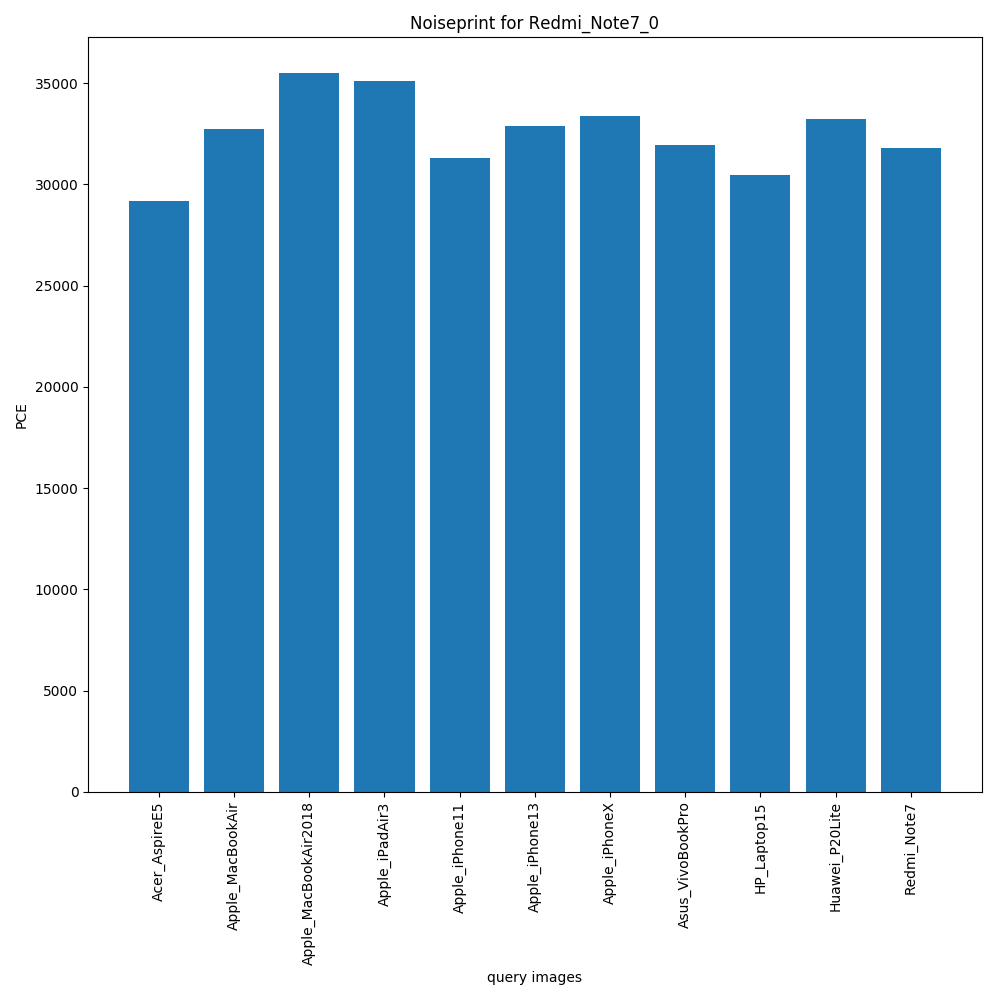 Noiseprint for Redmi_Note7_0
35000
30000
25000
20000
15000
10000
5000
0
PCE
Acer_AspireE5
Apple_MacBookAir
Apple_MacBookAir2018
Apple_iPadAir3
Apple_iPhone11
Apple_iPhone13
Apple_iPhoneX
Asus_VivoBookPro
HP_Laptop15
Huawei_P20Lite
Redmi_Note7
query images